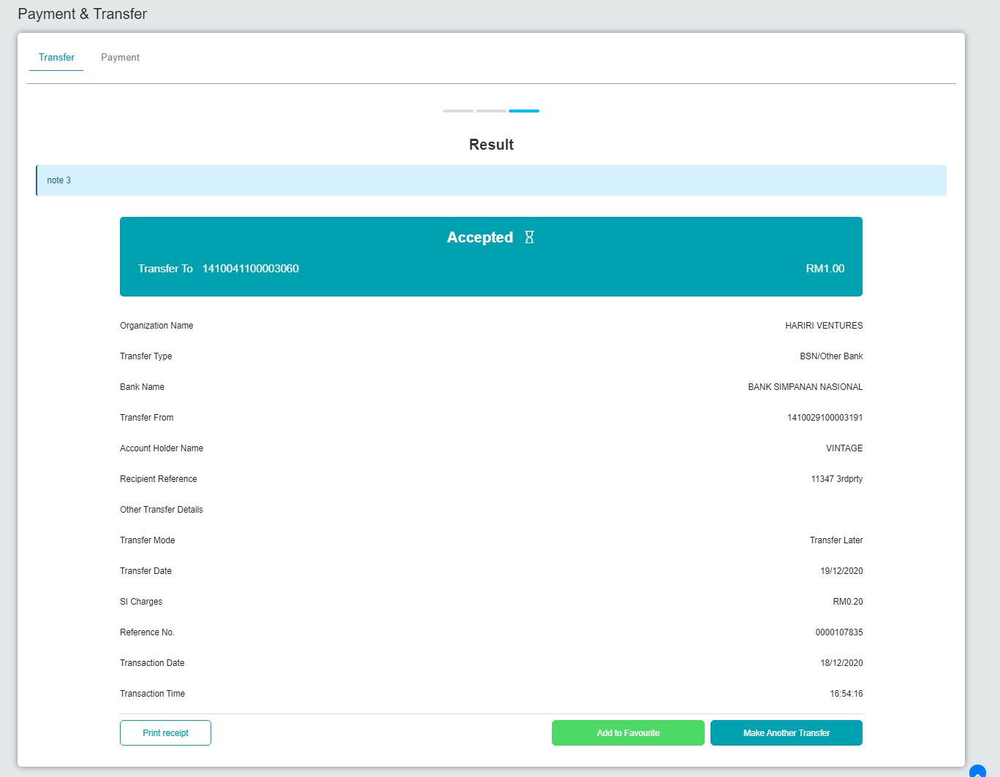 Payment & Transfer
Transfer Payment
Result
note 3
Accepted
Transfer To 1410041100003060 RM1.00
Organization Name HARIRI VENTURES
Transfer Type BSN/Other Bank
Bank Name BANK SIMPANAN NASIONAL
Transfer From 1410029100003191
Account Holder Name VINTAGE
Recipient Reference 11347 3rdprty
Other Transfer Details
Transfer Mode Transfer Later
Transfer Date 19/12/2020
SI Charges RM0.20
Reference No. 0000107835
Transaction Date 18/12/2020
Transaction Time 16:54:16
Print receipt Add to Favourite Make Another Transfer